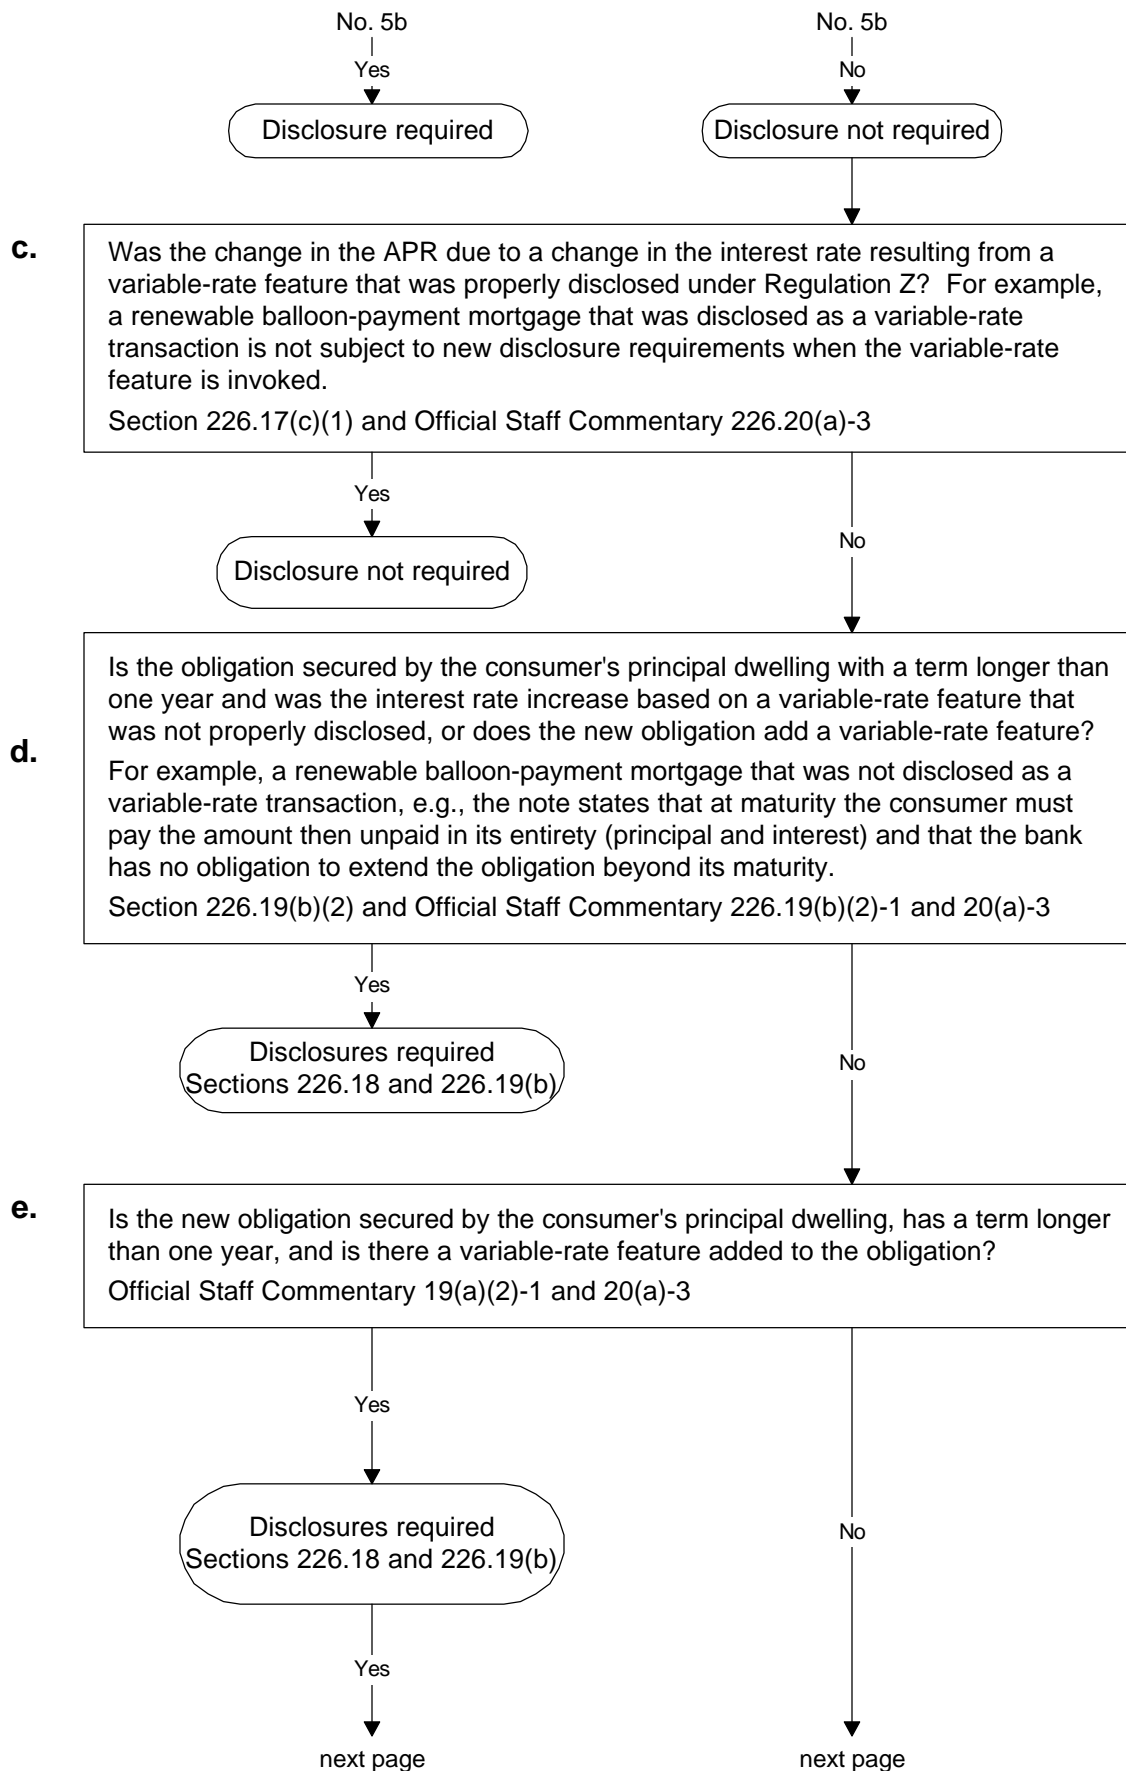 No. 5b
No. 5b
Yes
No
Disclosure required
Disclosure not required
c.
Was the change in the APR due to a change in the interest rate resulting from a
variable-rate feature that was properly disclosed under Regulation Z?  For example,
a renewable balloon-payment mortgage that was disclosed as a variable-rate
transaction is not subject to new disclosure requirements when the variable-rate
feature is invoked.
Section 226.17(c)(1) and Official Staff Commentary 226.20(a)-3
Yes
No
Disclosure not required
d.
Is the obligation secured by the consumer's principal dwelling with a term longer than
one year and was the interest rate increase based on a variable-rate feature that
was not properly disclosed, or does the new obligation add a variable-rate feature?
For example, a renewable balloon-payment mortgage that was not disclosed as a
variable-rate transaction, e.g., the note states that at maturity the consumer must
pay the amount then unpaid in its entirety (principal and interest) and that the bank
has no obligation to extend the obligation beyond its maturity.
Section 226.19(b)(2) and Official Staff Commentary 226.19(b)(2)-1 and 20(a)-3
Yes
No
Disclosures required
Sections 226.18 and 226.19(b)
e.
Is the new obligation secured by the consumer's principal dwelling, has a term longer
than one year, and is there a variable-rate feature added to the obligation?
Official Staff Commentary 19(a)(2)-1 and 20(a)-3
Yes
No
Disclosures required
Sections 226.18 and 226.19(b)
Yes
next page
next page